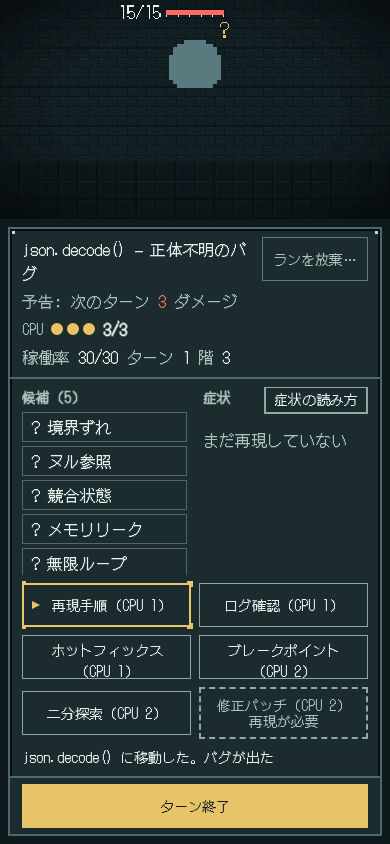 15/15
?
json.decode() – 正体不明のバ
グ
ランを放棄…
予告: 次のターン 3 ダメージ
CPU 3/3
稼働率 30/30 ターン 1 階 3
候補 (5)
症状
症状の読み方
? 境界ずれ
まだ再現していない
? ヌル参照
? 競合状態
? メモリリーク
? 無限ループ
▶ 再現手順 (CPU 1)
ログ確認 (CPU 1)
ホットフィックス
(CPU 1)
ブレークポイント
(CPU 2)
二分探索 (CPU 2)
修正パッチ (CPU 2)
再現が必要
json.decode() に移動した。バグが出た
ターン終了